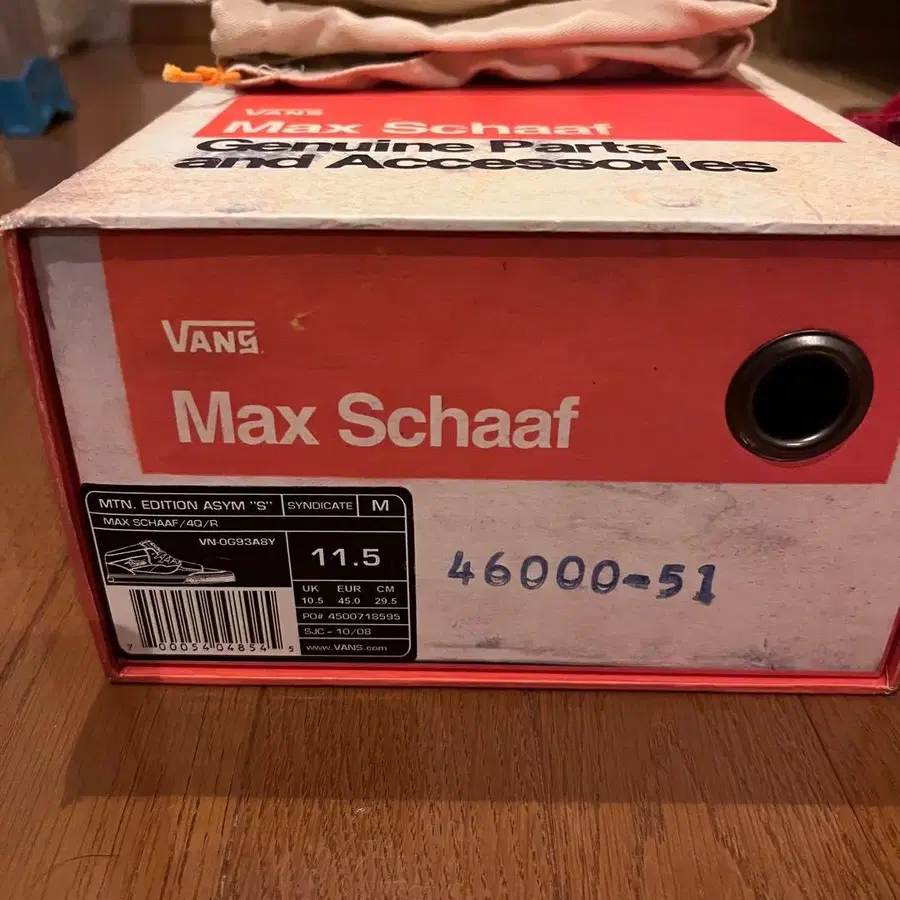 VANS
Max Schaaf
Genuine Parts
and Accessories
VANS
Max Schaaf
MTN. EDITION ASYM "S" SYNDICATE M
MAX SCHAAF/4Q/R
VN-0G93A8Y
11.5
UK EUR CM
10.5 45.0 29.5
PO# 4500718595
SJC - 10/08
www.VANS.com
7 00054 04854 5
46000-51